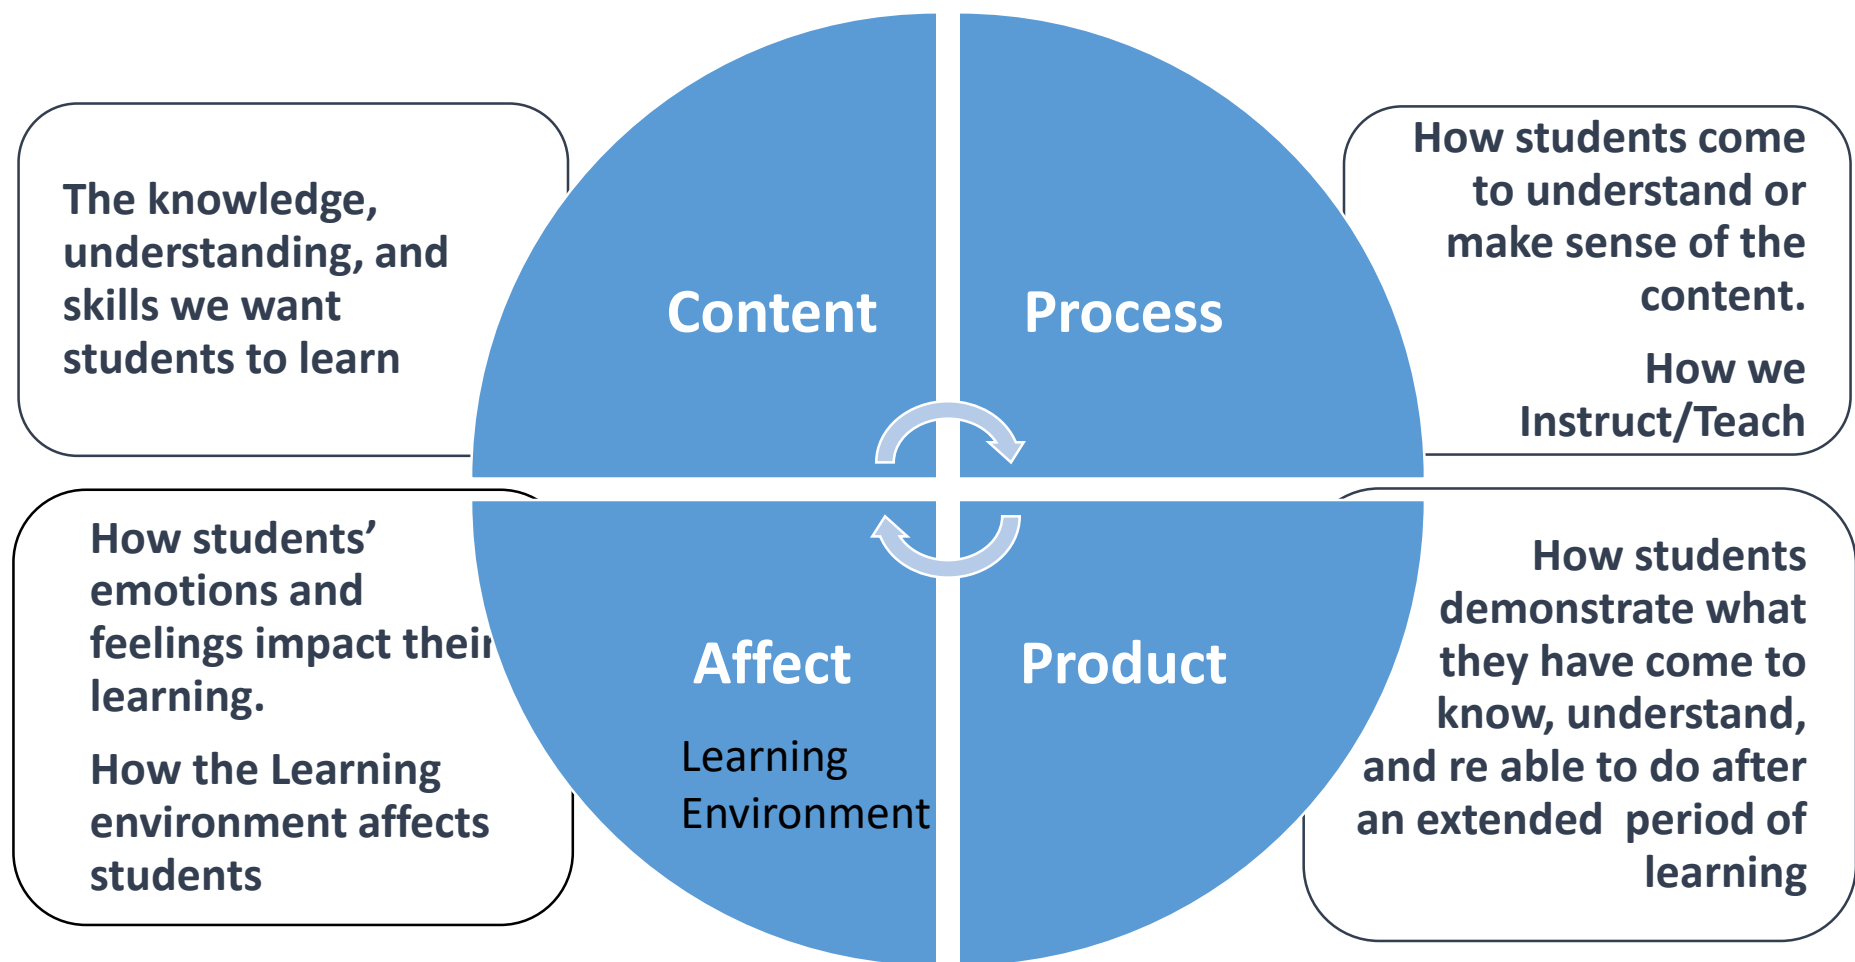 The knowledge,
understanding, and
skills we want
students to learn
Content
Process
How students come
to understand or
make sense of the
content.
How we
Instruct/Teach
How students’
emotions and
feelings impact their
learning.
How the Learning
environment affects
students
Affect
Learning
Environment
Product
How students
demonstrate what
they have come to
know, understand,
and re able to do after
an extended  period of
learning